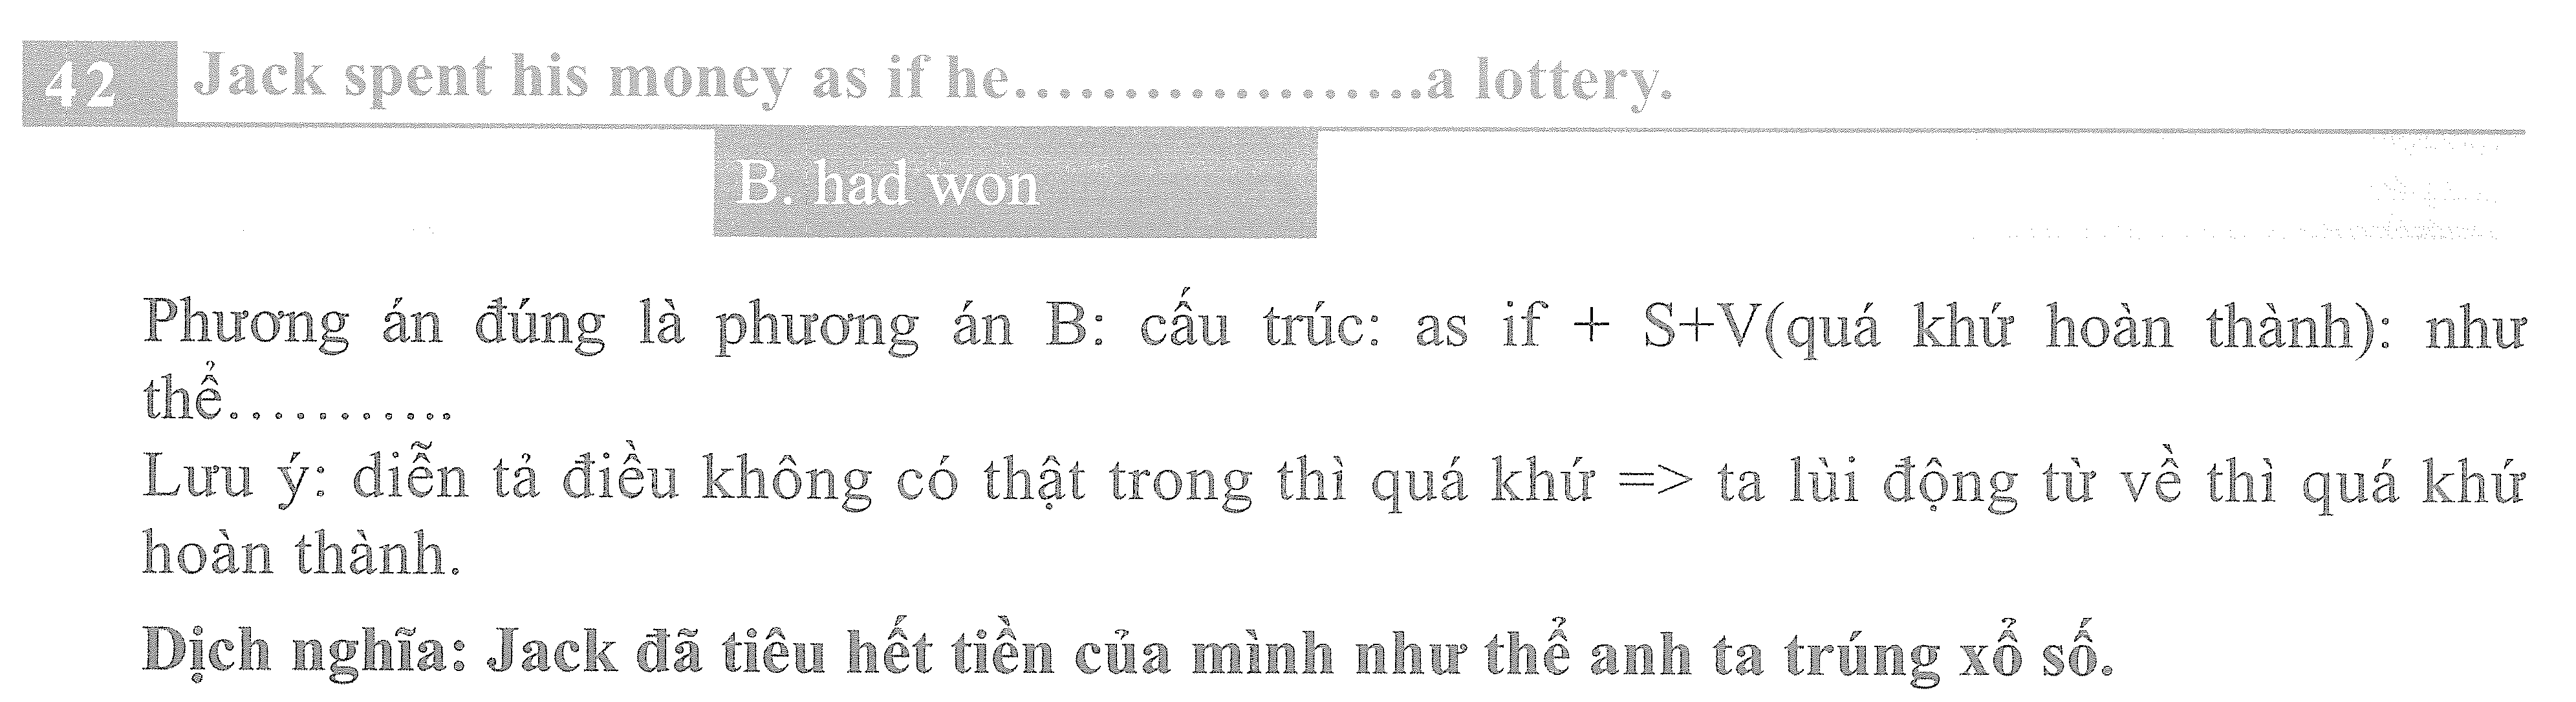 42 Jack spent his money as if he...................a lottery.
B. had won
Phương án đúng là phương án B: cấu trúc: as if + S+V(quá khứ hoàn thành): như
thể...........
Lưu ý: diễn tả điều không có thật trong thì quá khứ => ta lùi động từ về thì quá khứ
hoàn thành.
Dịch nghĩa: Jack đã tiêu hết tiền của mình như thể anh ta trúng xổ số.